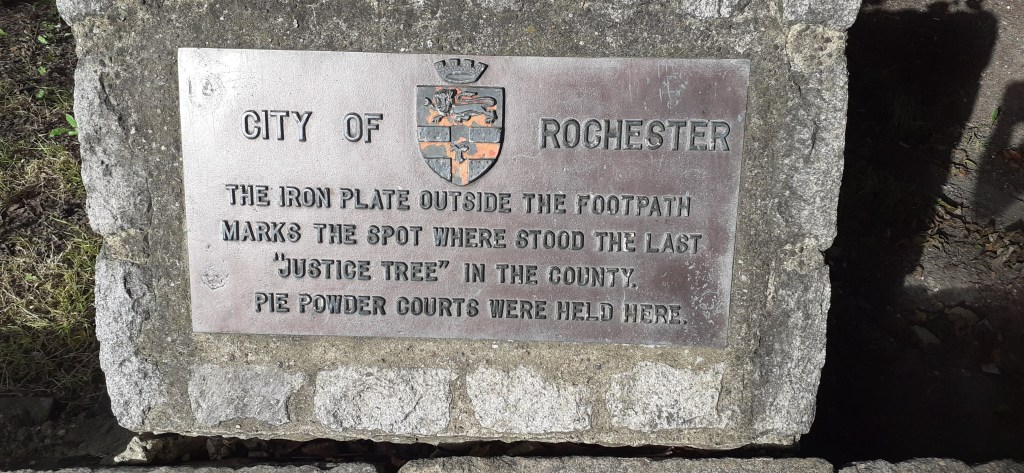 CITY OF ROCHESTER
THE IRON PLATE OUTSIDE THE FOOTPATH
MARKS THE SPOT WHERE STOOD THE LAST
"JUSTICE TREE" IN THE COUNTY.
PIE POWDER COURTS WERE HELD HERE.